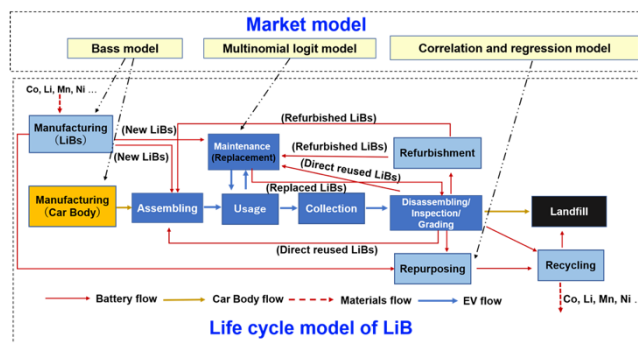 Market model
Bass model
Multinomial logit model
Correlation and regression model
Co, Li, Mn, Ni ...
(Refurbished LiBs)
Manufacturing
(LiBs)
(New LiBs)
Maintenance
(Replacement)
(Refurbished LiBs)
Refurbishment
(New LiBs)
(Direct reused LiBs)
(Replaced LiBs)
Manufacturing
(Car Body)
Assembling
Usage
Collection
Disassembling/
Inspection/
Grading
Landfill
(Direct reused LiBs)
Repurposing
Recycling
Battery flow
Car Body flow
Materials flow
EV flow
Co, Li, Mn, Ni ..
Life cycle model of LiB